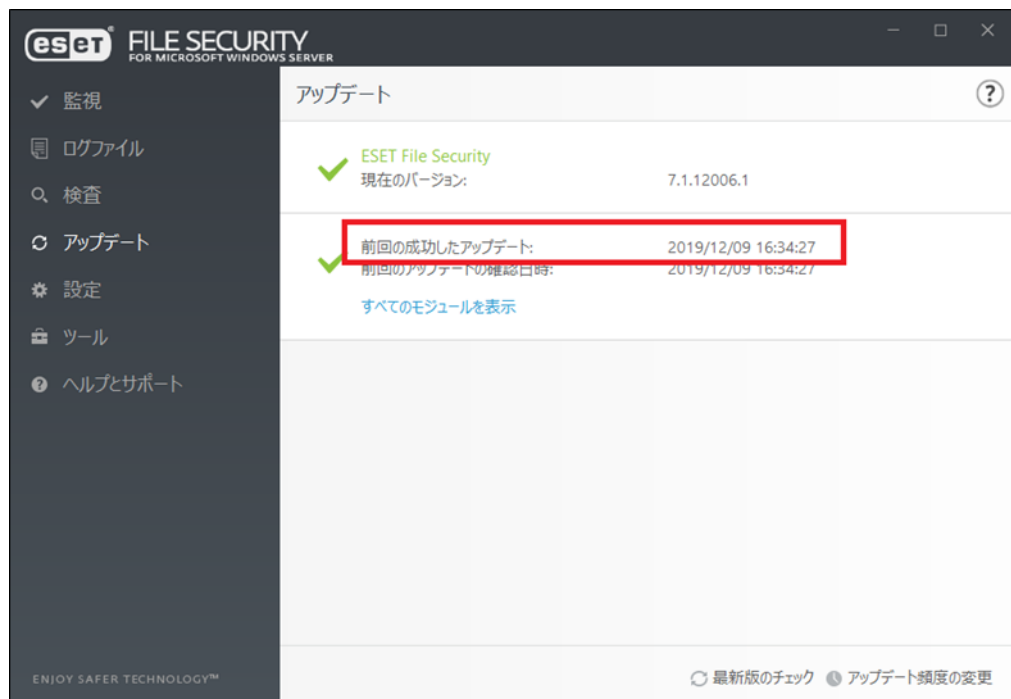 eset® FILE SECURITY
FOR MICROSOFT WINDOWS SERVER
監視
ログファイル
検査
アップデート
設定
ツール
ヘルプとサポート
ENJOY SAFER TECHNOLOGY™
アップデート
?
ESET File Security
現在のバージョン: 7.1.12006.1
前回の成功したアップデート: 2019/12/09 16:34:27
前回のアップデートの確認日時: 2019/12/09 16:34:27
すべてのモジュールを表示
最新版のチェック アップデート頻度の変更